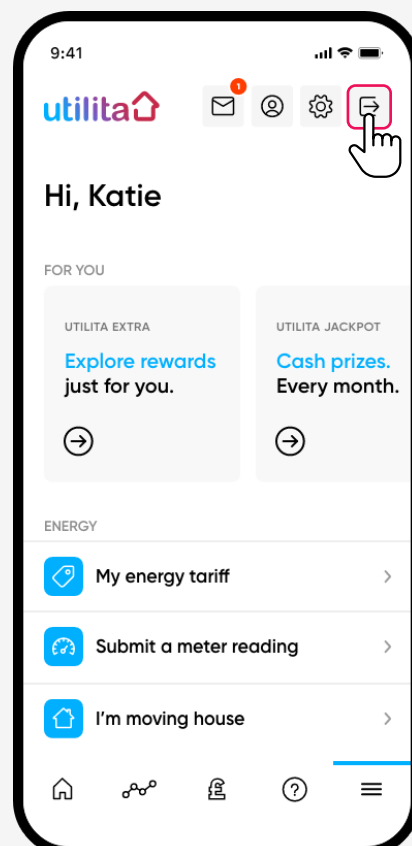 9:41
utilita
1
Hi, Katie
FOR YOU
UTILITA EXTRA
Explore rewards
just for you.
UTILITA JACKPOT
Cash prizes.
Every month.
ENERGY
My energy tariff
Submit a meter reading
I'm moving house